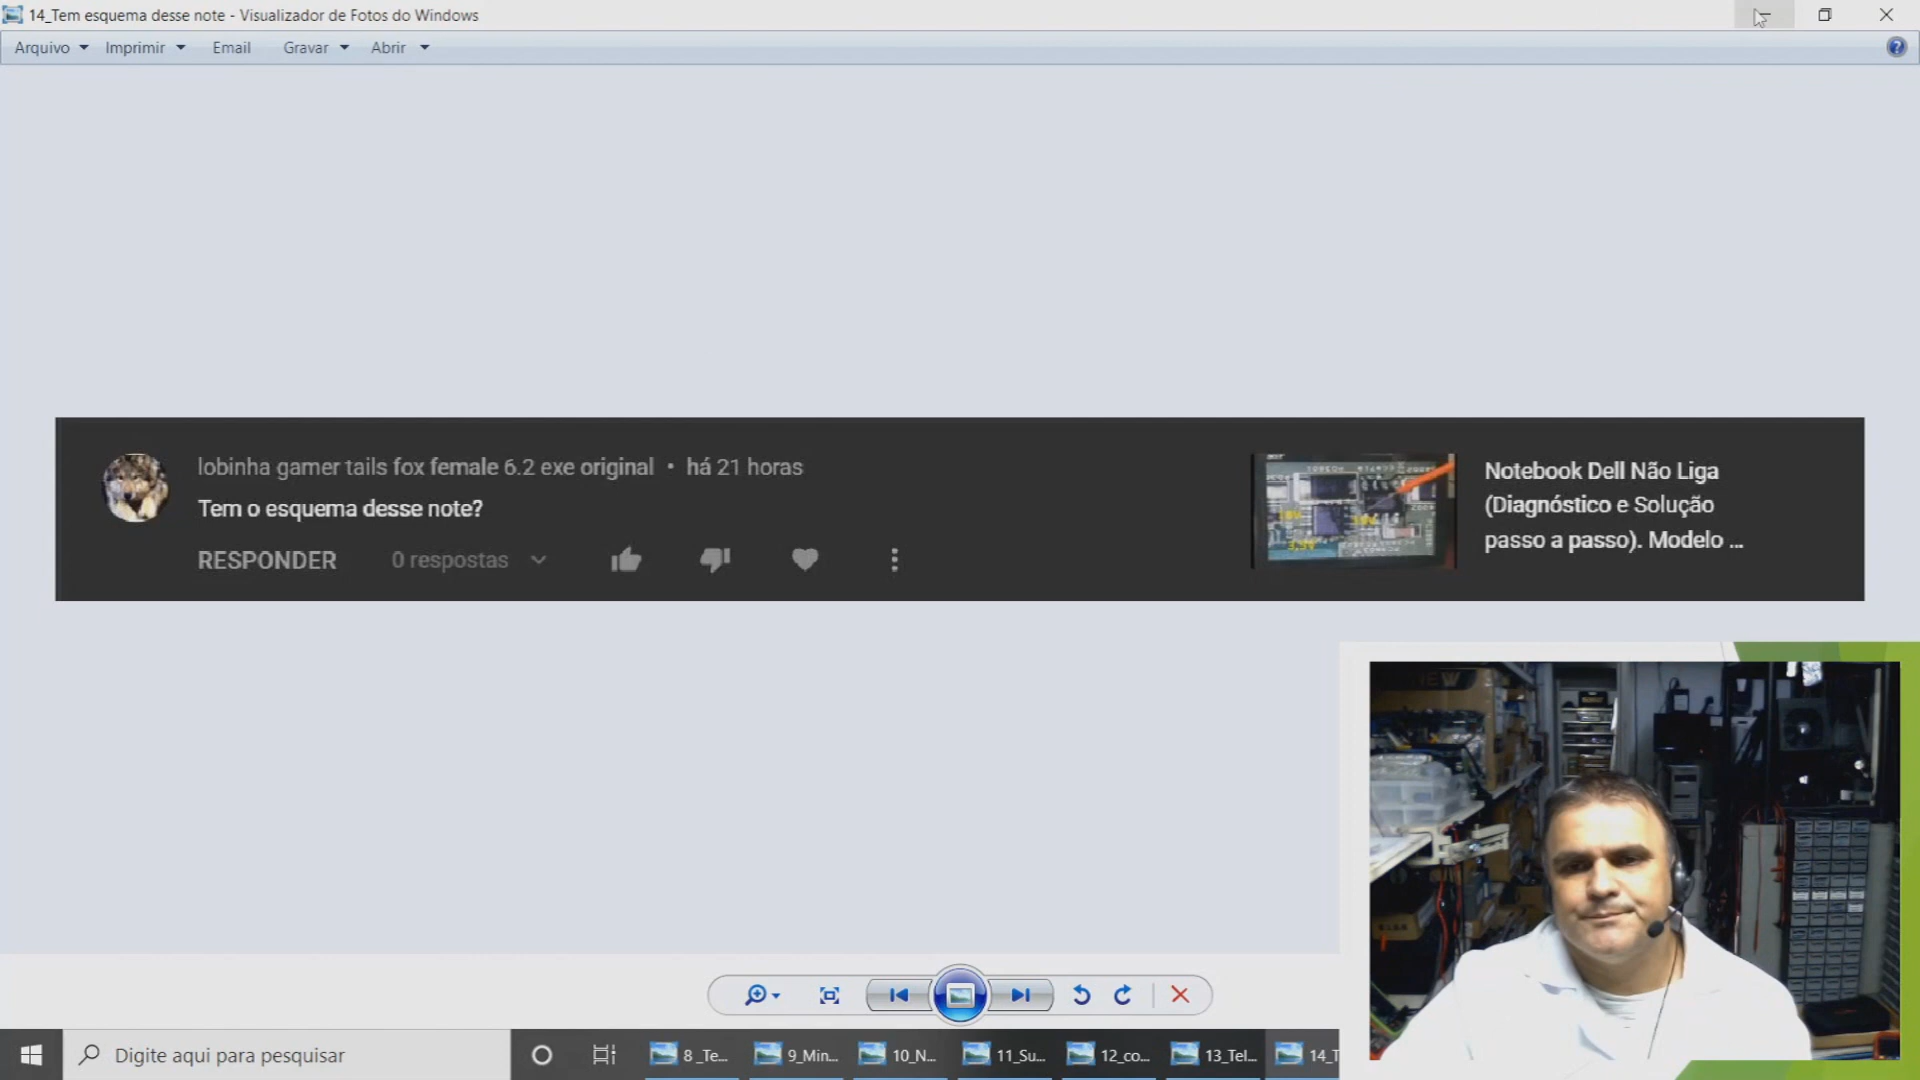 14_Tem esquema desse note - Visualizador de Fotos do Windows
Arquivo Imprimir Email Gravar Abrir
lobinha gamer tails fox female 6.2 exe original • há 21 horas
Tem o esquema desse note?
RESPONDER 0 respostas
Notebook Dell Não Liga
(Diagnóstico e Solução
passo a passo). Modelo ...
Digite aqui para pesquisar
8 _Te...
9_Min...
10_N...
11_Su...
12_co...
13_Tel...
14_T